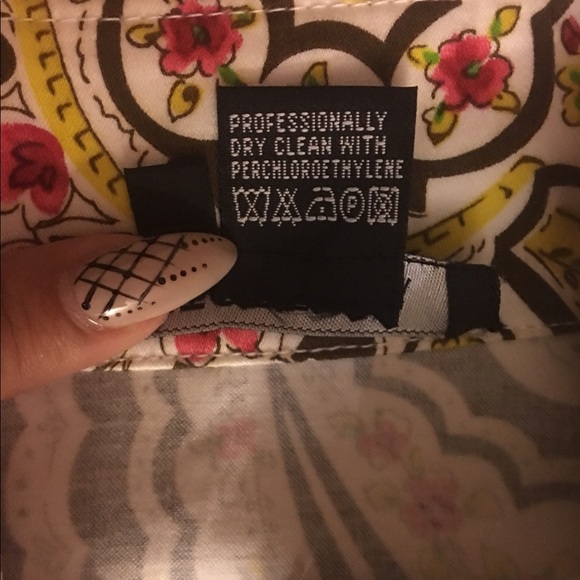 PROFESSIONALLY
DRY CLEAN WITH
PERCHLOROETHYLENE
P